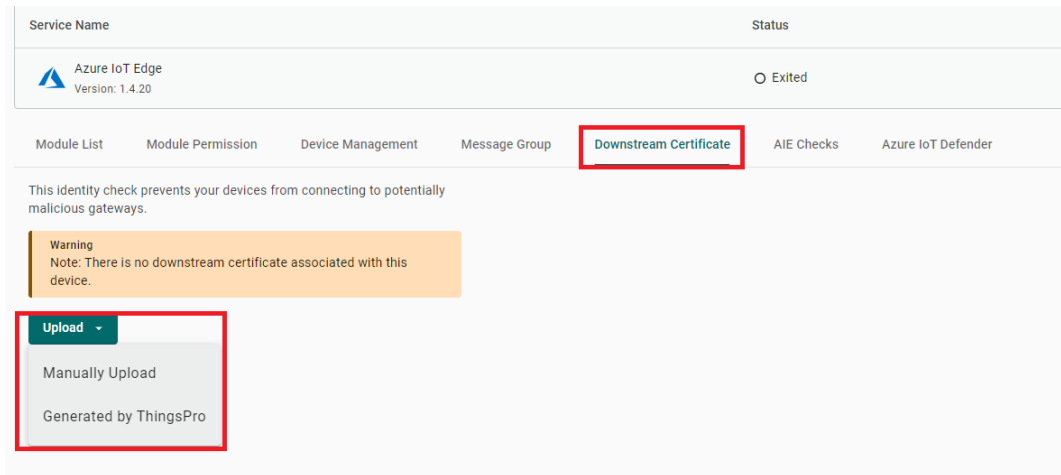 Service Name Status
Azure IoT Edge
Version: 1.4.20
Exited
Module List Module Permission Device Management Message Group Downstream Certificate AIE Checks Azure IoT Defender
This identity check prevents your devices from connecting to potentially
malicious gateways.
Warning
Note: There is no downstream certificate associated with this
device.
Upload
Manually Upload
Generated by ThingsPro